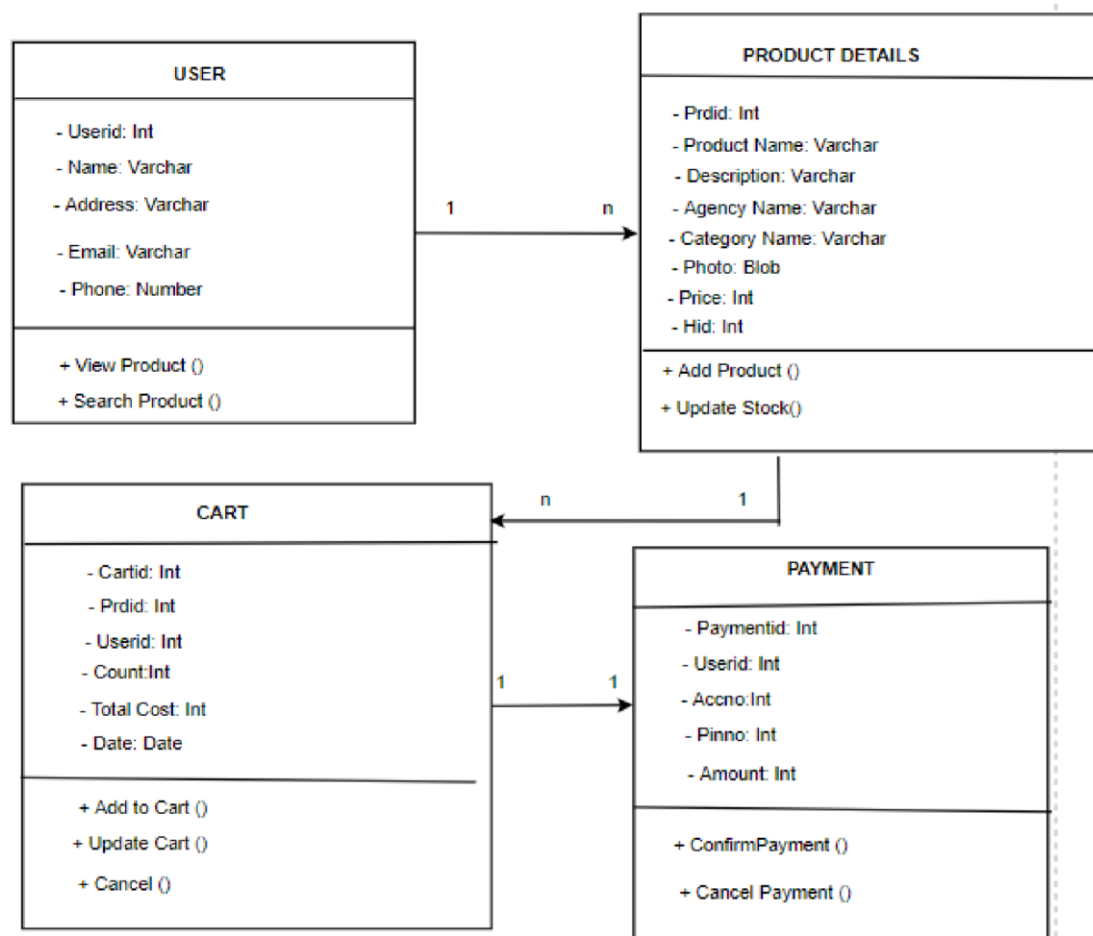 USER
- Userid: Int
- Name: Varchar
- Address: Varchar
- Email: Varchar
- Phone: Number
+ View Product ()
+ Search Product ()
1 n
PRODUCT DETAILS
- Prdid: Int
- Product Name: Varchar
- Description: Varchar
- Agency Name: Varchar
- Category Name: Varchar
- Photo: Blob
- Price: Int
- Hid: Int
+ Add Product ()
+ Update Stock()
n 1
CART
- Cartid: Int
- Prdid: Int
- Userid: Int
- Count:Int
- Total Cost: Int
- Date: Date
+ Add to Cart ()
+ Update Cart ()
+ Cancel ()
1 1
PAYMENT
- Paymentid: Int
- Userid: Int
- Accno:Int
- Pinno: Int
- Amount: Int
+ ConfirmPayment ()
+ Cancel Payment ()